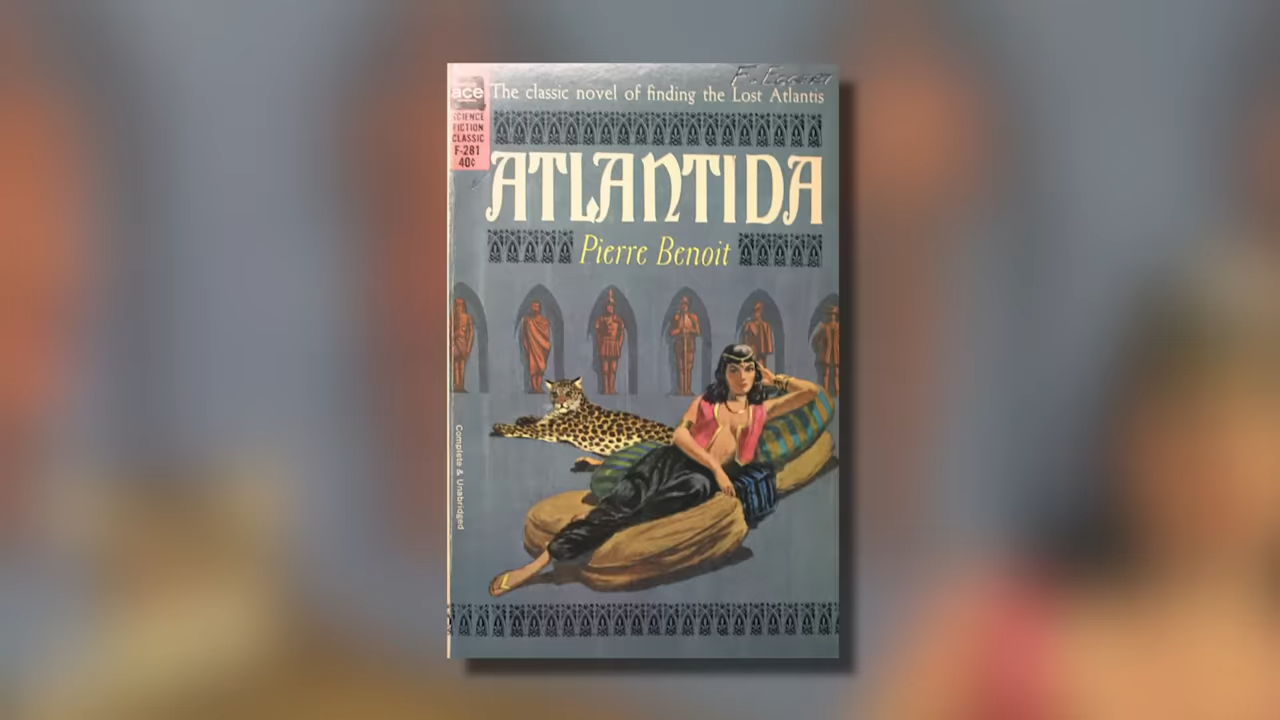 F. Eggert
ace
The classic novel of finding the Lost Atlantis
SCIENCE
FICTION
CLASSIC
F-281
40¢
ATLANTIDA
Pierre Benoit
Complete & Unabridged